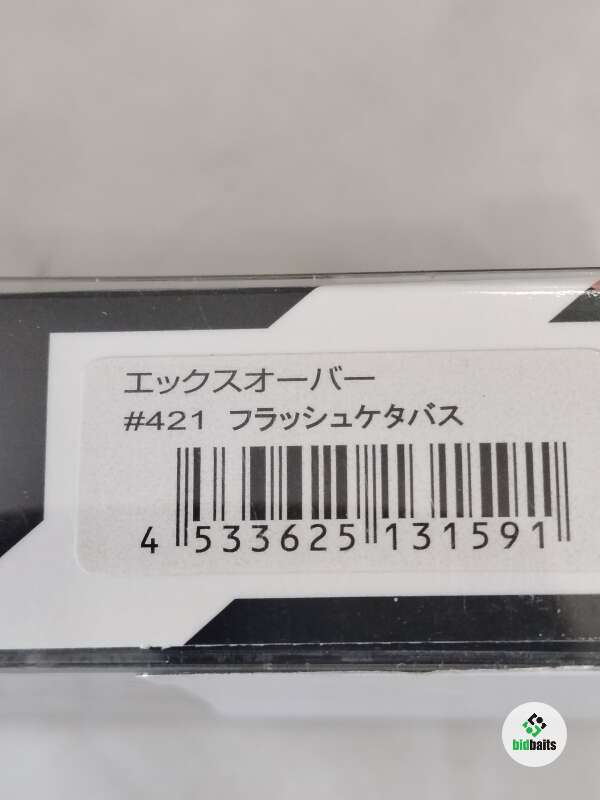 エックスオーバー
#421 フラッシュケタバス
4 533625 131591
bidbaits